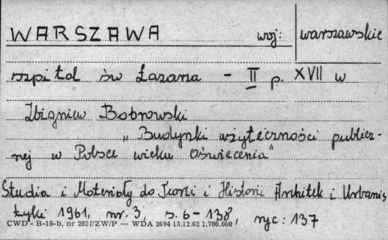 WARSZAWA woj: warszawskie
szpital św Łazarza - II p. XVII w
Zbigniew Bobrowski
„Budynki użyteczności publicz-
nej w Polsce wieku Oświecenia"
Studia i Materiały do Teorii i Historii Architek i Urbanis
tyki 1961, nr. 3, s. 6-138, ryc: 137
CWD - B-15-b, nr 2821/ZW/P — WDA 2694 13.12.62 1.700.000